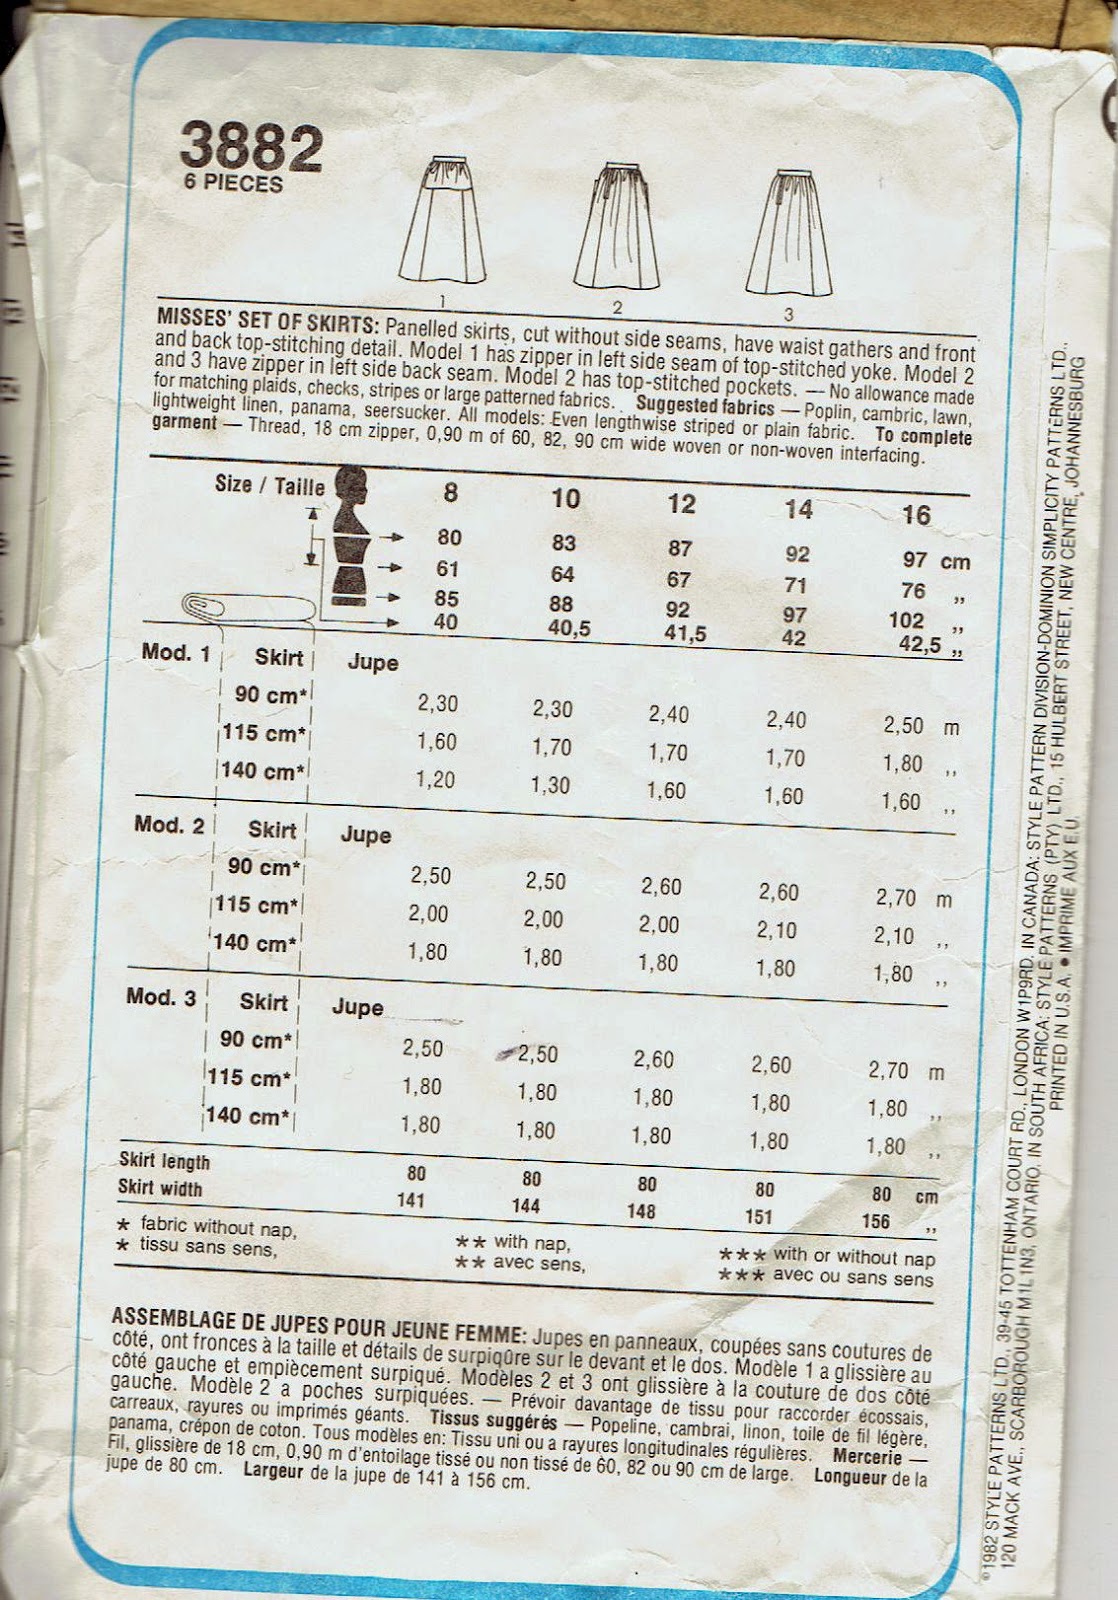 3882
6 PIECES
1 2 3
MISSES' SET OF SKIRTS: Panelled skirts, cut without side seams, have waist gathers and front
and back top-stitching detail. Model 1 has zipper in left side seam of top-stitched yoke. Model 2
and 3 have zipper in left side back seam. Model 2 has top-stitched pockets. — No allowance made
for matching plaids, checks, stripes or large patterned fabrics. Suggested fabrics — Poplin, cambric, lawn,
lightweight linen, panama, seersucker. All models: Even lengthwise striped or plain fabric. To complete
garment — Thread, 18 cm zipper, 0,90 m of 60, 82, 90 cm wide woven or non-woven interfacing.
Size / Taille 8 10 12 14 16
80 83 87 92 97 cm
61 64 67 71 76 ,,
85 88 92 97 102 ,,
40 40,5 41,5 42 42,5 ,,
Mod. 1 Skirt Jupe
90 cm* 2,30 2,30 2,40 2,40 2,50 m
115 cm* 1,60 1,70 1,70 1,70 1,80 ,,
140 cm* 1,20 1,30 1,60 1,60 1,60 ,,
Mod. 2 Skirt Jupe
90 cm* 2,50 2,50 2,60 2,60 2,70 m
115 cm* 2,00 2,00 2,00 2,10 2,10 ,,
140 cm* 1,80 1,80 1,80 1,80 1,80 ,,
Mod. 3 Skirt Jupe
90 cm* 2,50 2,50 2,60 2,60 2,70 m
115 cm* 1,80 1,80 1,80 1,80 1,80 ,,
140 cm* 1,80 1,80 1,80 1,80 1,80 ,,
Skirt length 80 80 80 80 80 cm
Skirt width 141 144 148 151 156 ,,
* fabric without nap, ** with nap, *** with or without nap
* tissu sans sens, ** avec sens, *** avec ou sans sens
ASSEMBLAGE DE JUPES POUR JEUNE FEMME: Jupes en panneaux, coupées sans coutures de
côté, ont fronces à la taille et détails de surpiqûre sur le devant et le dos. Modèle 1 a glissière au
côté gauche et empiècement surpiqué. Modèles 2 et 3 ont glissière à la couture de dos côté
gauche. Modèle 2 a poches surpiquées. — Prévoir davantage de tissu pour raccorder écossais,
carreaux, rayures ou imprimés géants. Tissus suggérés — Popeline, cambrai, linon, toile de fil légère,
panama, crépon de coton. Tous modèles en: Tissu uni ou a rayures longitudinales régulières. Mercerie —
Fil, glissière de 18 cm, 0,90 m d'entoilage tissé ou non tissé de 60, 82 ou 90 cm de large. Longueur de la
jupe de 80 cm. Largeur de la jupe de 141 à 156 cm.
©1982 STYLE PATTERNS LTD., 39-45 TOTTENHAM COURT RD., LONDON W1P9RD. IN CANADA: STYLE PATTERN DIVISION-DOMINION SIMPLICITY PATTERNS LTD.,
120 MACK AVE., SCARBOROUGH M1L1N3, ONTARIO, IN SOUTH AFRICA: STYLE PATTERNS (PTY) LTD., 15 HULBERT STREET, NEW CENTRE, JOHANNESBURG
PRINTED IN U.S.A. • IMPRIME AUX E.U.